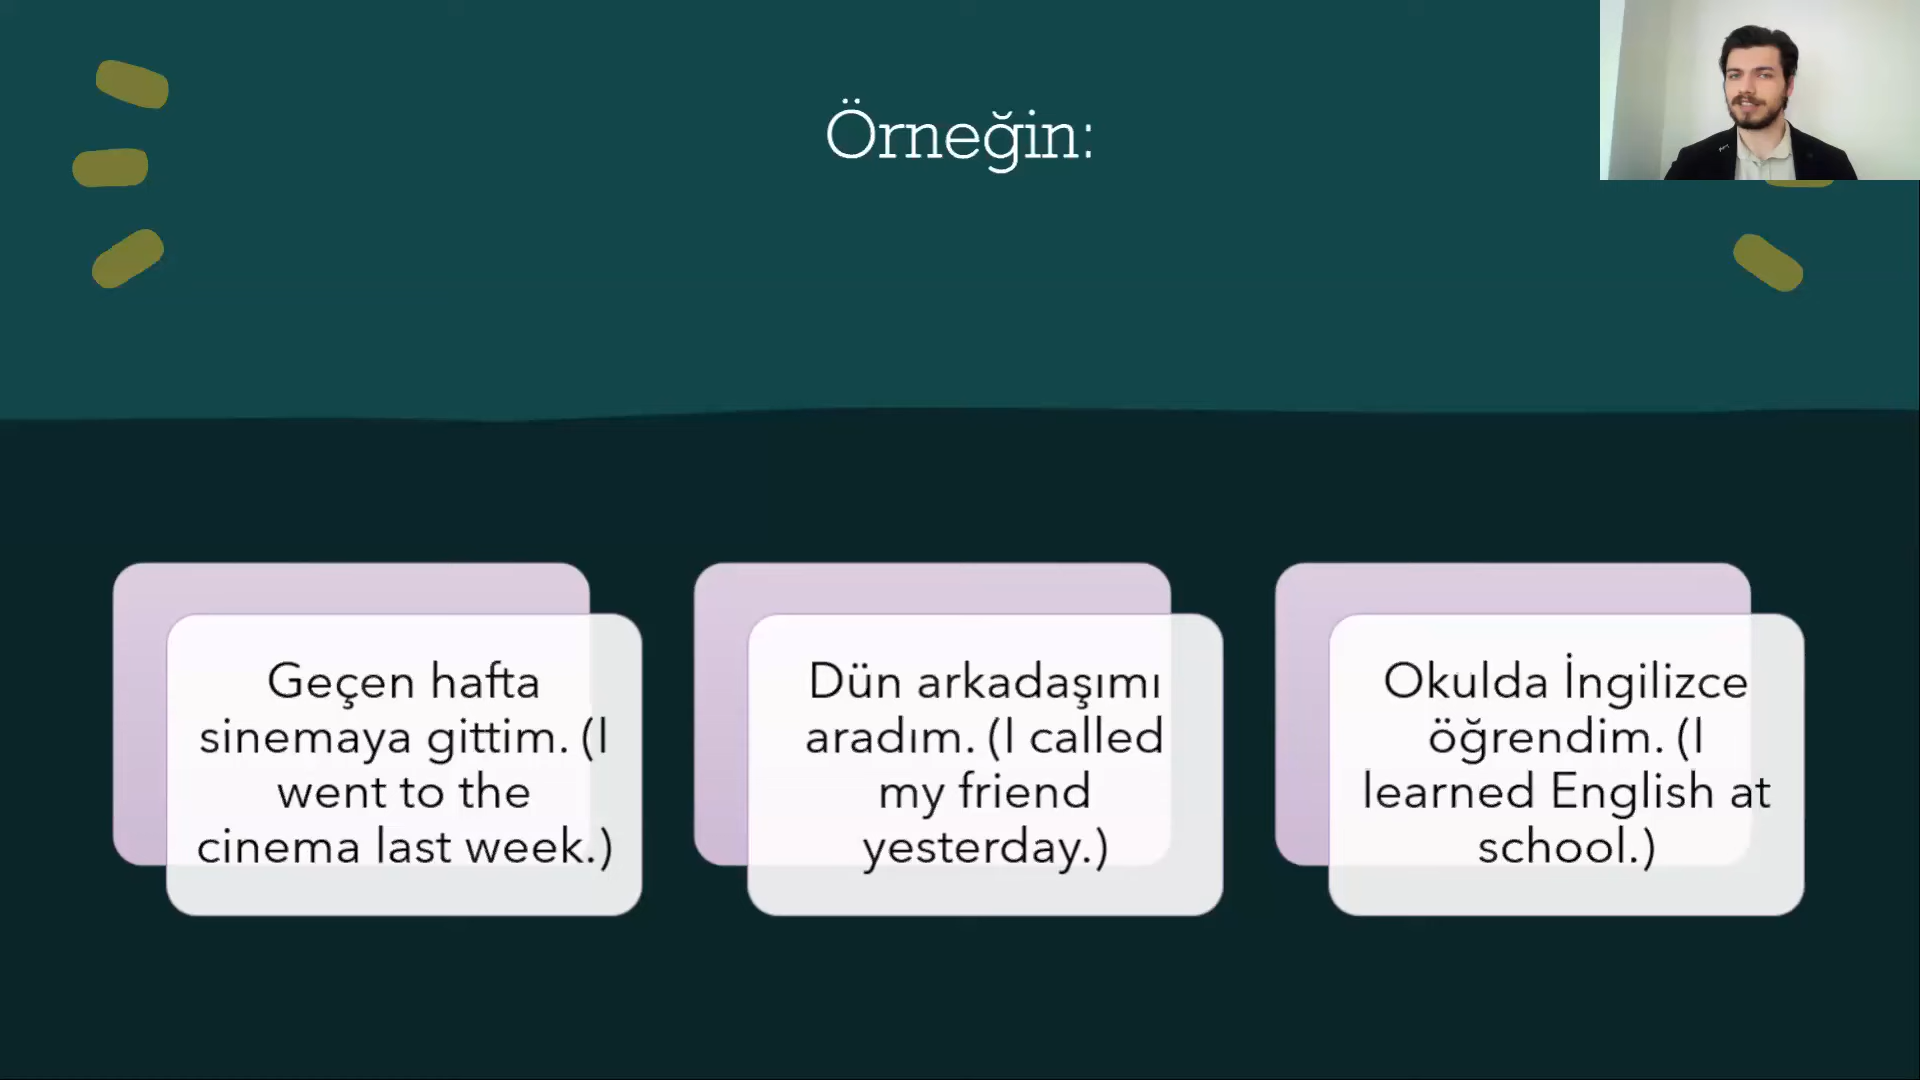 Örneğin:
Geçen hafta
sinemaya gittim. (I
went to the
cinema last week.)
Dün arkadaşımı
aradım. (I called
my friend
yesterday.)
Okulda İngilizce
öğrendim. (I
learned English at
school.)